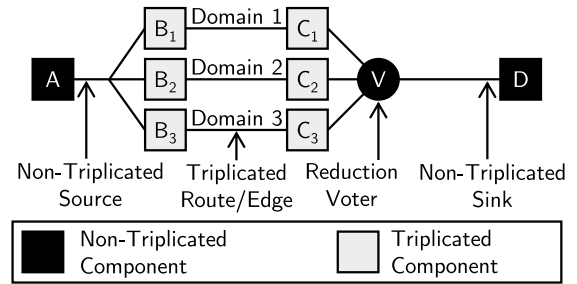 Domain 1
B1 C1
Domain 2
A B2 C2 V D
Domain 3
B3 C3
Non-Triplicated Triplicated Reduction Non-Triplicated
Source Route/Edge Voter Sink
Non-Triplicated Triplicated
Component Component